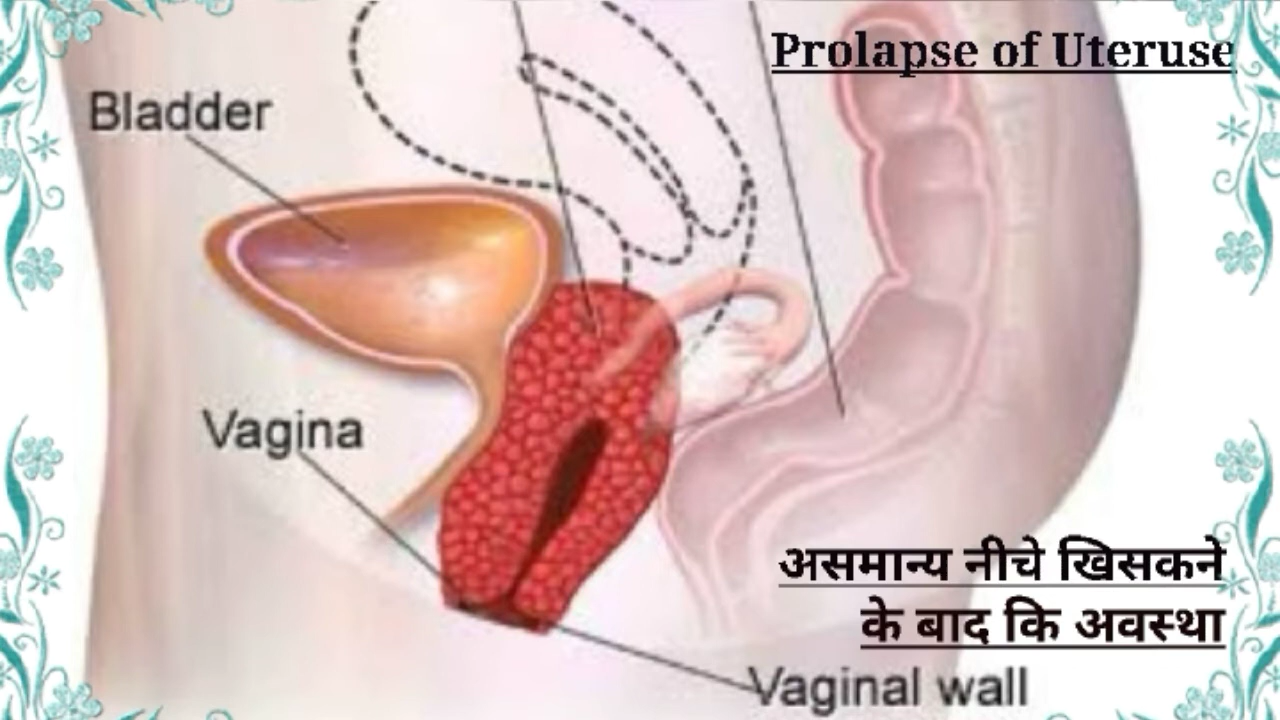 Prolapse of Uteruse
Bladder
Vagina
असमान्य नीचे खिसकने
के बाद कि अवस्था
Vaginal wall